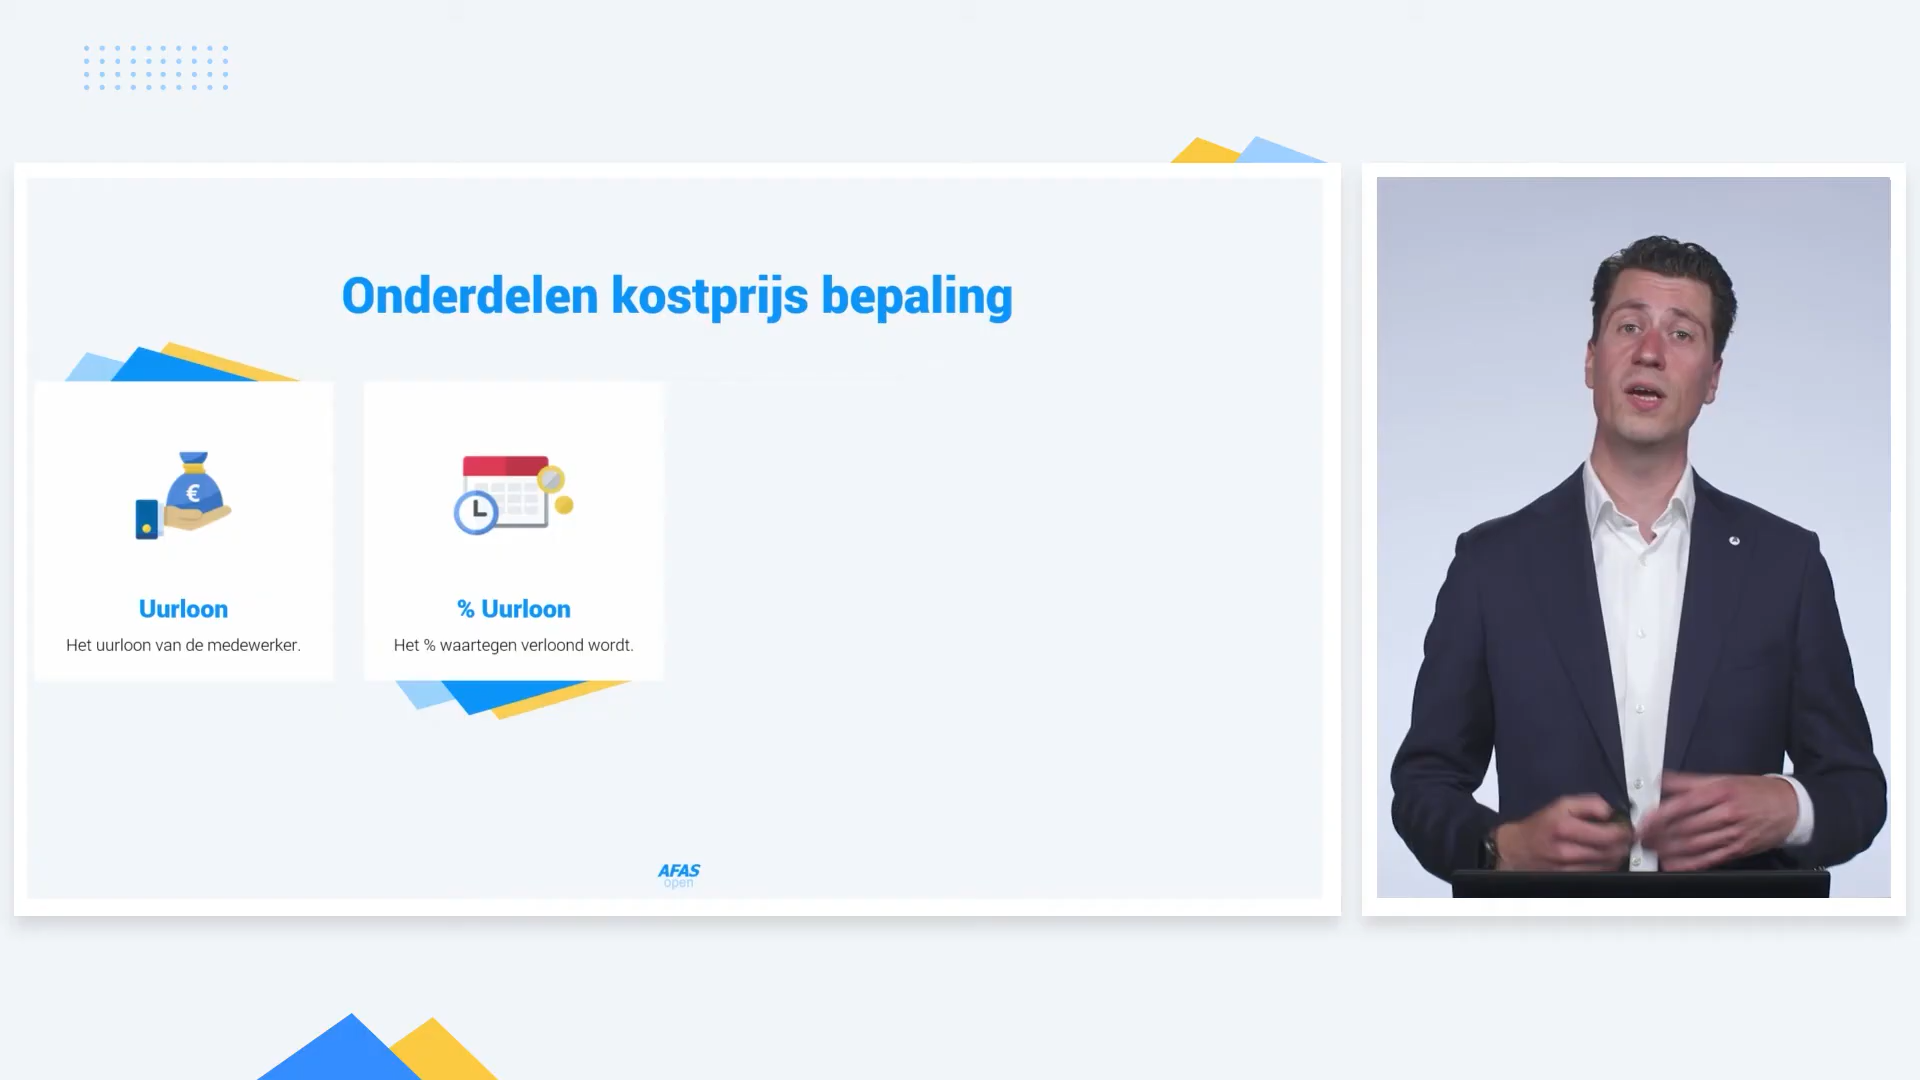 Onderdelen kostprijs bepaling
€
Uurloon
Het uurloon van de medewerker.
% Uurloon
Het % waartegen verloond wordt.
AFAS
open